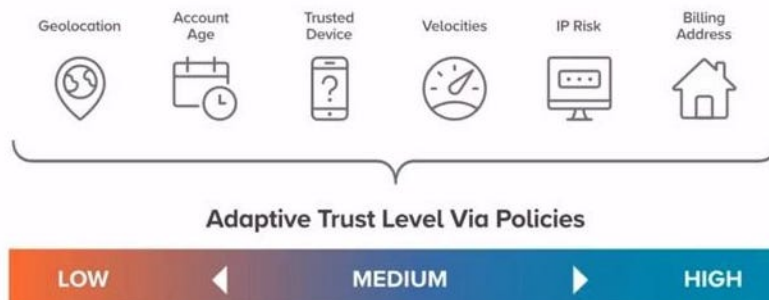 Geolocation
Account
Age
Trusted
Device
Velocities
IP Risk
Billing
Address
?
Adaptive Trust Level Via Policies
LOW MEDIUM HIGH